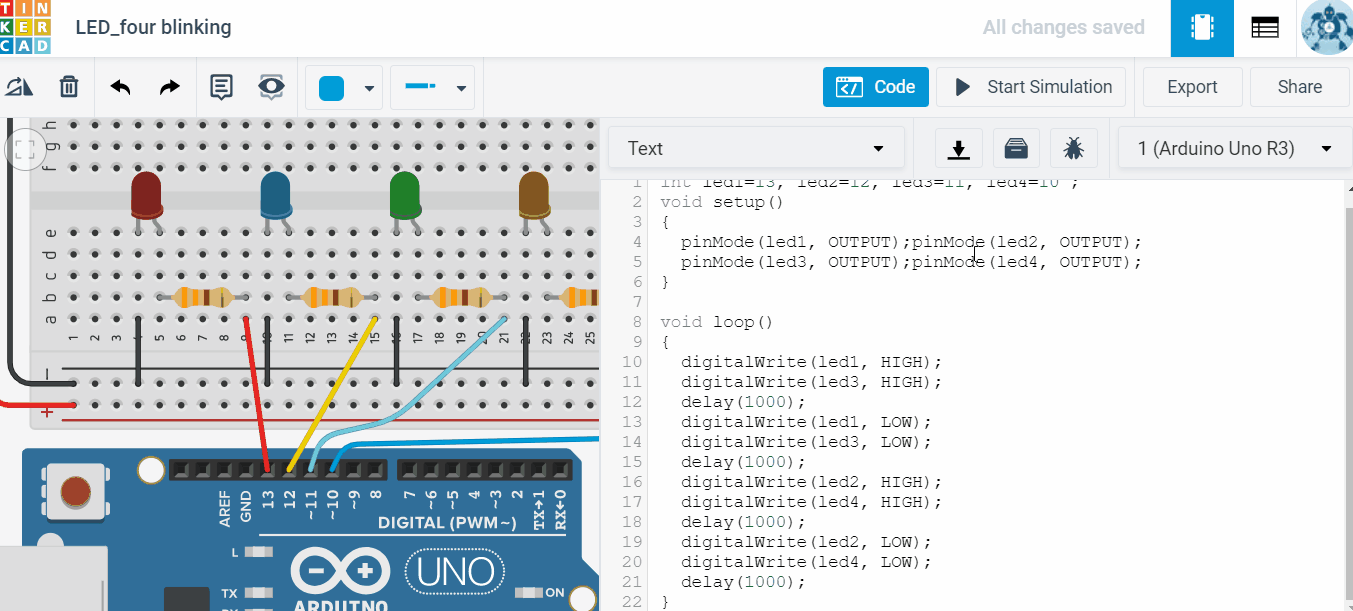 TIN
KER
CAD
LED_four blinking
All changes saved
Code
Start Simulation
Export
Share
Text
1 (Arduino Uno R3)
h
g
f
e
d
c
b
a
1 2 3 4 5 6 7 8 9 10 11 12 13 14 15 16 17 18 19 20 21 22 23 24 25
AREF
GND
13
12
~11
~10
~9
8
7
~6
~5
4
~3
2
TX→1
RX←0
DIGITAL (PWM~)
L
TX
RX
UNO
ON
ARDUINO
1 int led1=13, led2=12, led3=11, led4=10 ;
2 void setup()
3 {
4 pinMode(led1, OUTPUT);pinMode(led2, OUTPUT);
5 pinMode(led3, OUTPUT);pinMode(led4, OUTPUT);
6 }
7
8 void loop()
9 {
10 digitalWrite(led1, HIGH);
11 digitalWrite(led3, HIGH);
12 delay(1000);
13 digitalWrite(led1, LOW);
14 digitalWrite(led3, LOW);
15 delay(1000);
16 digitalWrite(led2, HIGH);
17 digitalWrite(led4, HIGH);
18 delay(1000);
19 digitalWrite(led2, LOW);
20 digitalWrite(led4, LOW);
21 delay(1000);
22 }